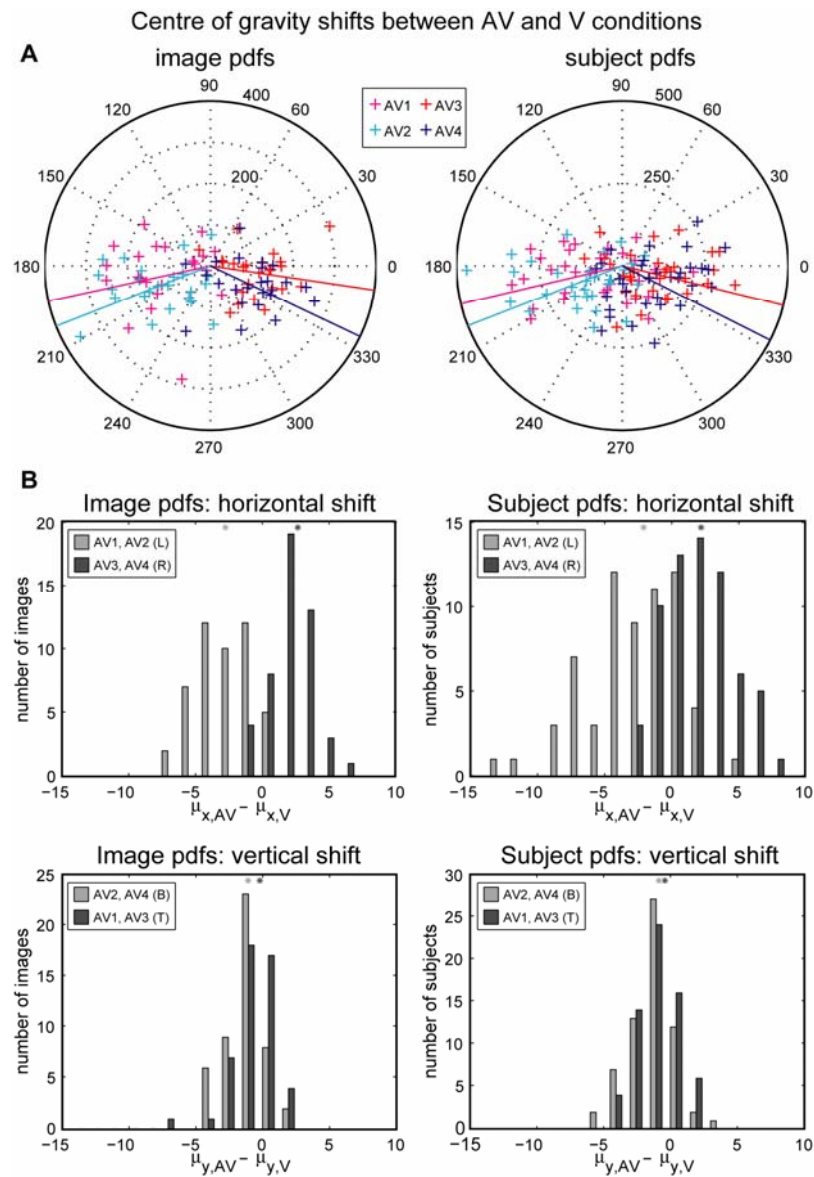 Centre of gravity shifts between AV and V conditions
A
image pdfs
subject pdfs
90
400
60
120
30
150
200
180
0
210
330
240
300
270
AV1
AV3
AV2
AV4
90
500
60
120
30
150
250
180
0
210
330
240
300
270
B
Image pdfs: horizontal shift
AV1, AV2 (L)
AV3, AV4 (R)
number of images
20
15
10
5
0
−15
−10
−5
0
5
10
μx,AV − μx,V
Subject pdfs: horizontal shift
AV1, AV2 (L)
AV3, AV4 (R)
number of subjects
15
10
5
0
−15
−10
−5
0
5
10
μx,AV − μx,V
Image pdfs: vertical shift
AV2, AV4 (B)
AV1, AV3 (T)
number of images
25
20
15
10
5
0
−15
−10
−5
0
5
10
μy,AV − μy,V
Subject pdfs: vertical shift
AV2, AV4 (B)
AV1, AV3 (T)
number of subjects
30
25
20
15
10
5
0
−15
−10
−5
0
5
10
μy,AV − μy,V